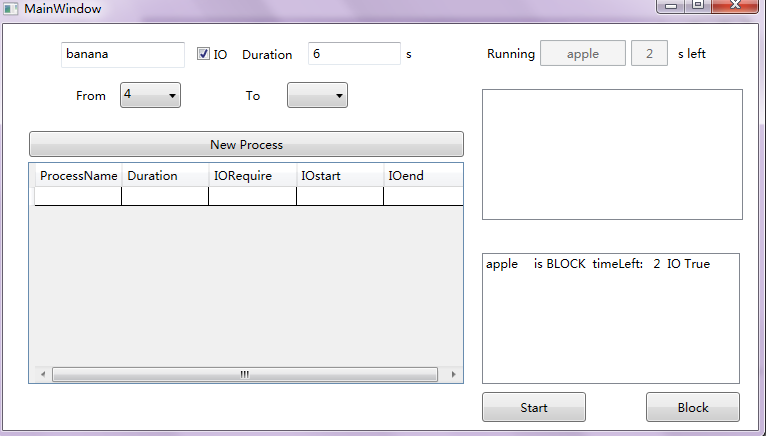 MainWindow
banana IO Duration 6 s
From 4 To
New Process
ProcessName Duration IORequire IOstart IOend
Running apple 2 s left
apple is BLOCK timeLeft: 2 IO True
Start Block